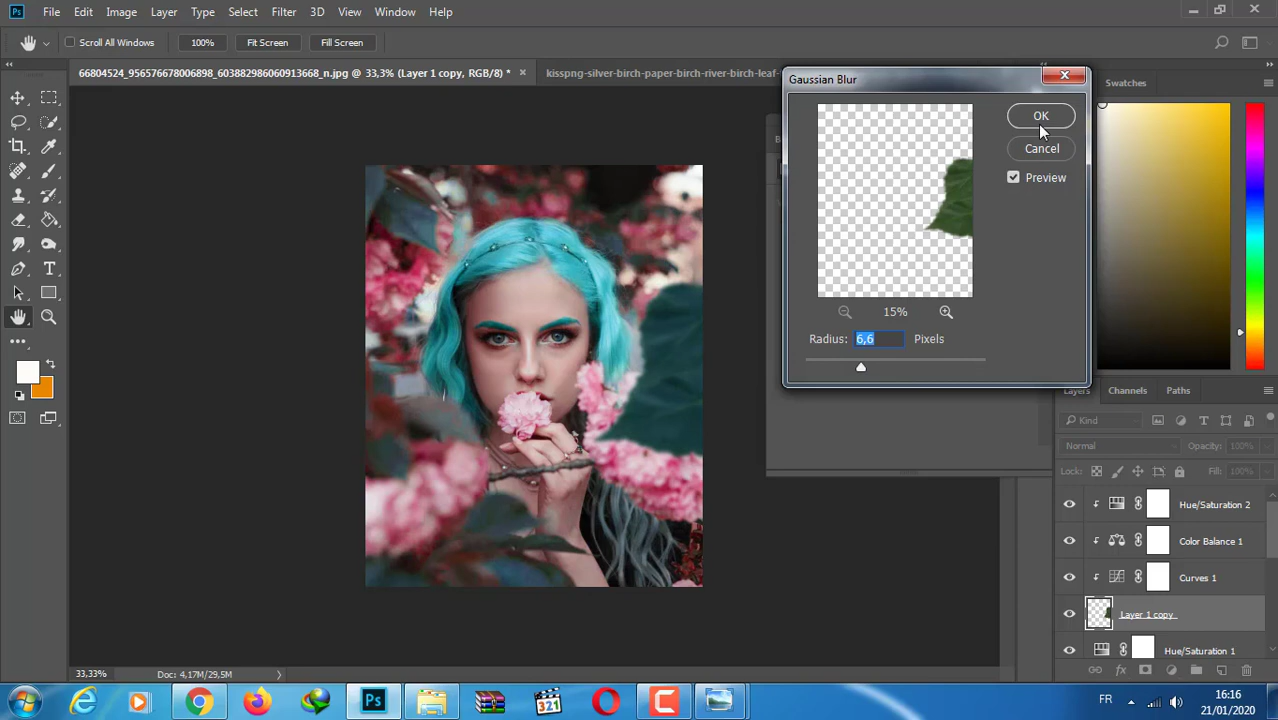 Ps File Edit Image Layer Type Select Filter 3D View Window Help
Scroll All Windows 100% Fit Screen Fill Screen
66804524_956576678006898_603882986060913668_n.jpg @ 33,3% (Layer 1 copy, RGB/8) *
kisspng-silver-birch-paper-birch-river-birch-leaf-
Gaussian Blur
OK
Cancel
Preview
15%
Radius: 6,6 Pixels
Swatches
Layers Channels Paths
Kind
Normal Opacity: 100%
Lock: Fill: 100%
Hue/Saturation 2
Color Balance 1
Curves 1
Layer 1 copy
Hue/Saturation 1
33,33% Doc: 4,17M/29,5M
Ps 321 FR 16:16
21/01/2020